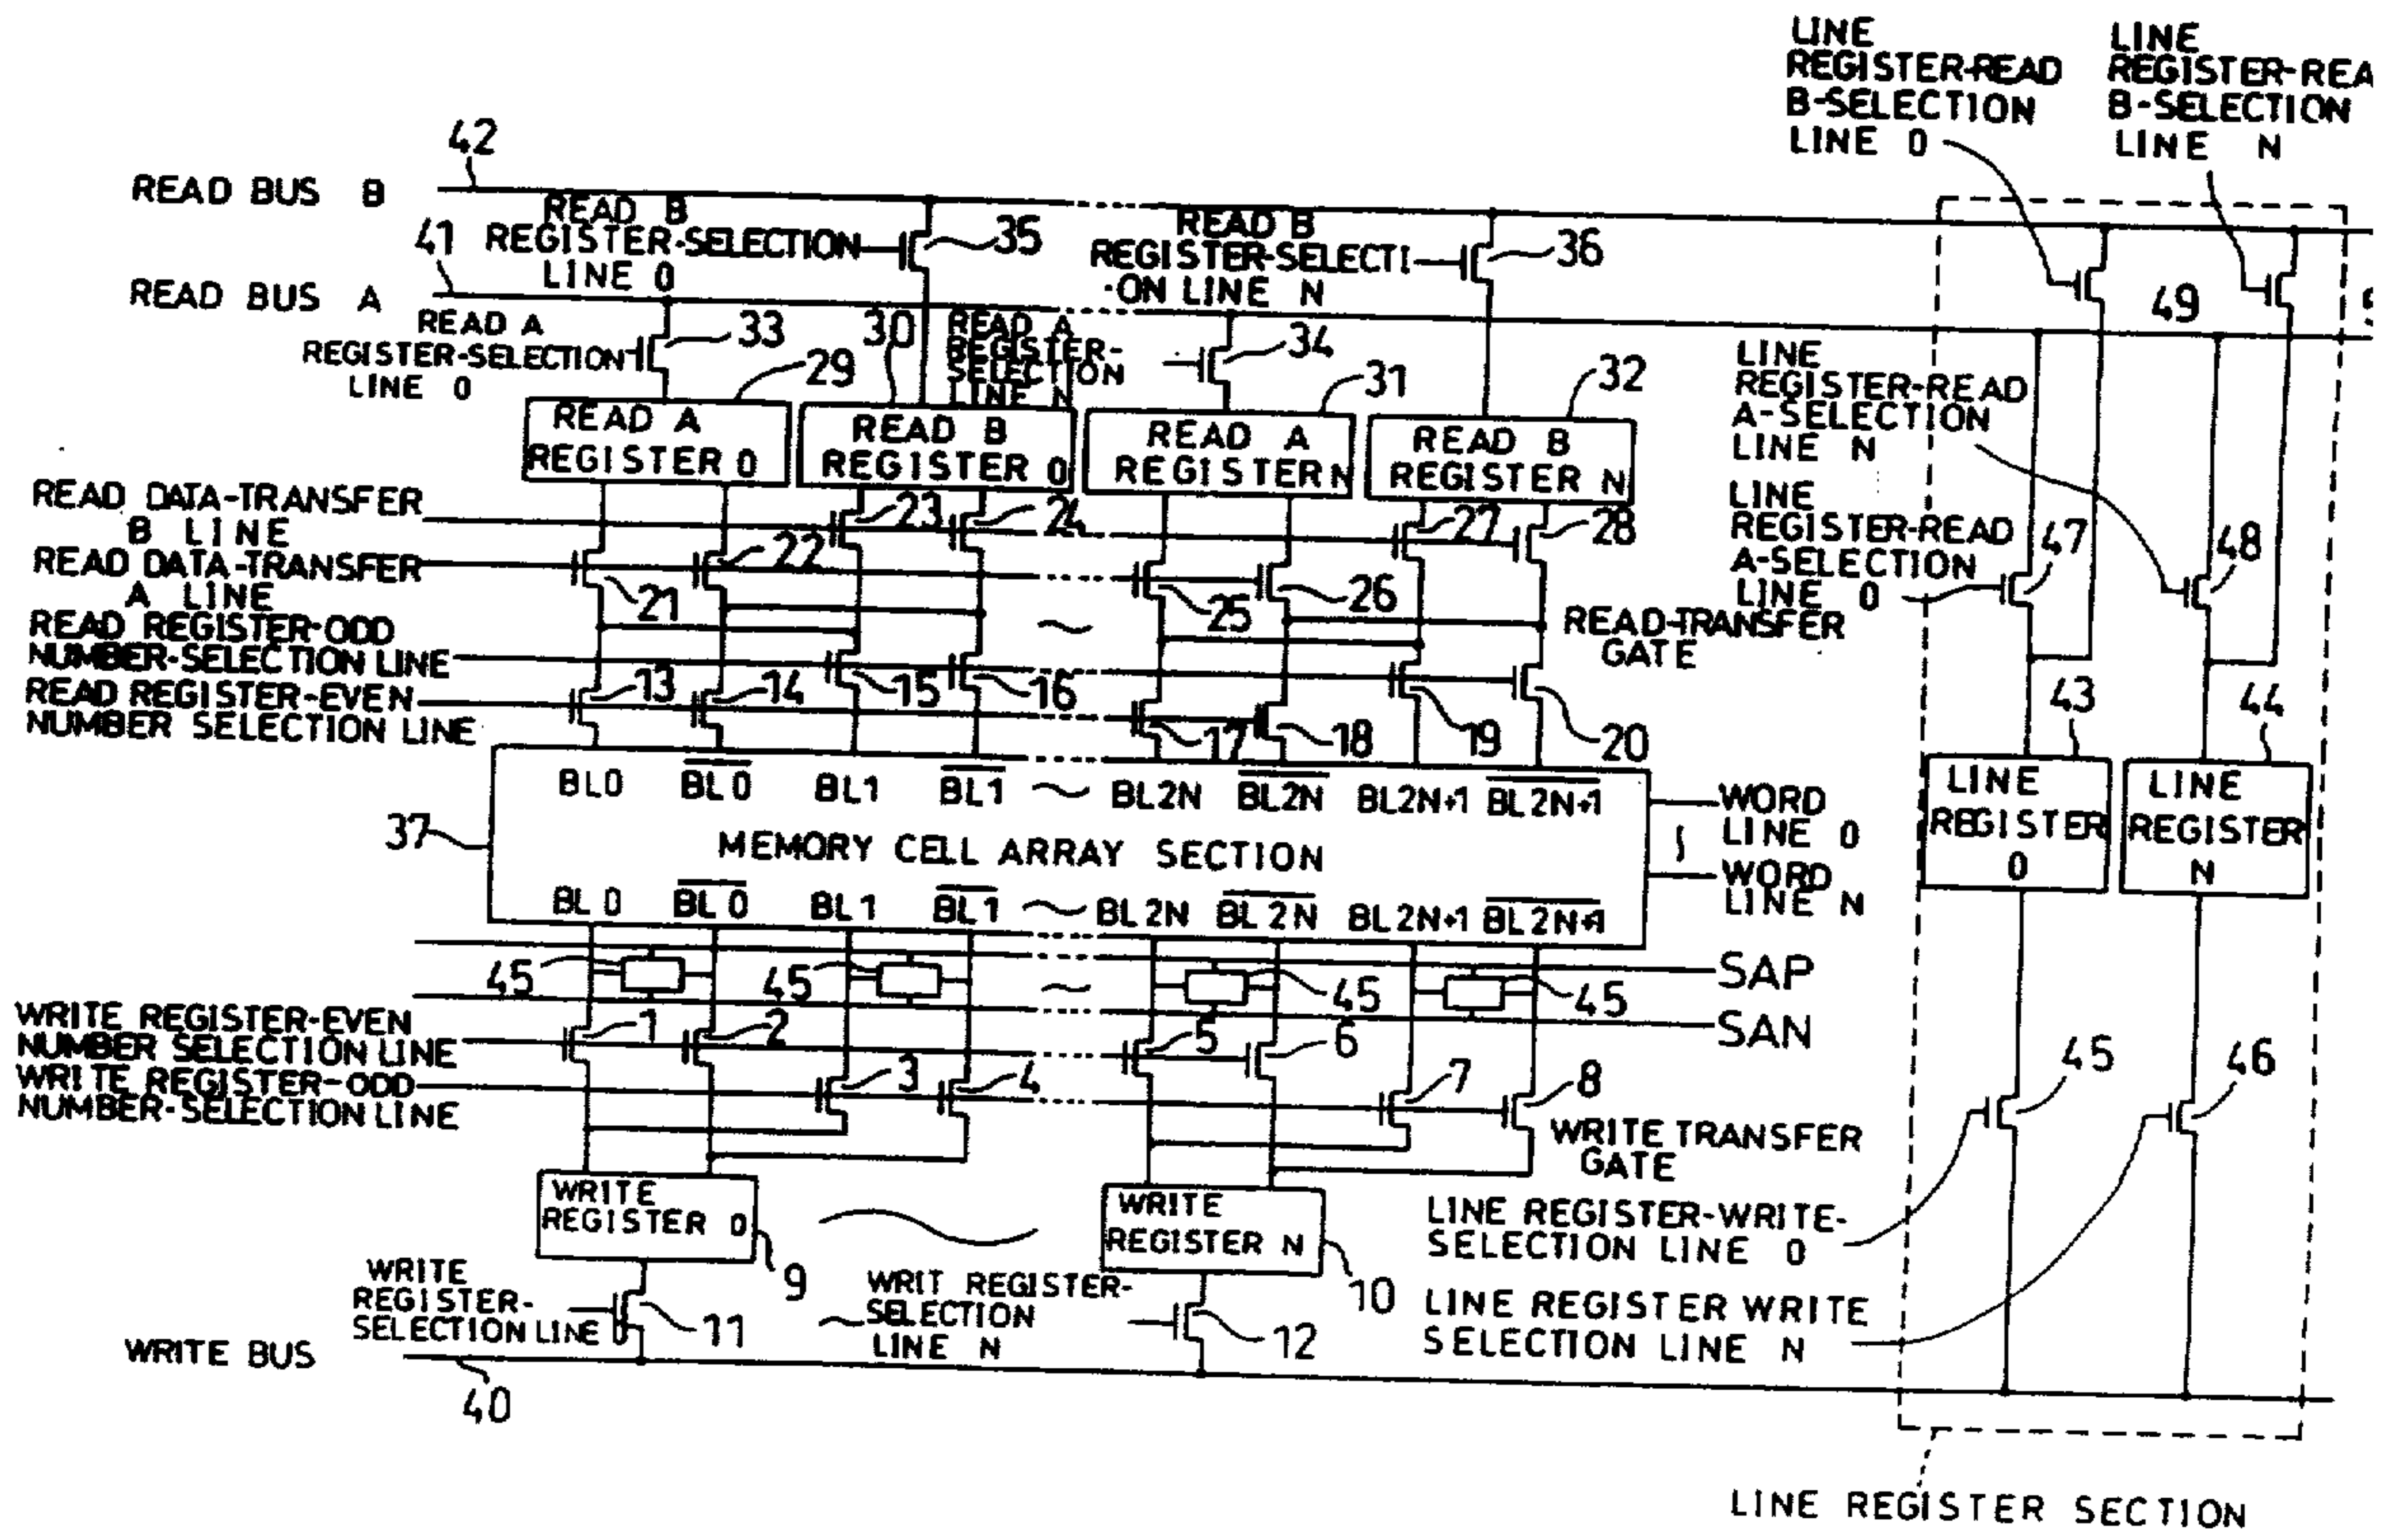 LINE
REGISTER-READ
B-SELECTION
LINE 0
LINE
REGISTER-REA
B-SELECTION
LINE N
42
READ BUS B
READ B
REGISTER-SELECTION
LINE 0
35
READ B
REGISTER-SELECTI
-ON LINE N
36
41
READ BUS A
READ A
REGISTER-SELECTION
LINE 0
33
30
READ A
REGISTER-
SELECTION
LINE N
34
49
29
31
32
LINE
REGISTER-READ
A-SELECTION
LINE N
READ A
REGISTER 0
READ B
REGISTER 0
READ A
REGISTER N
READ B
REGISTER N
LINE
REGISTER-READ
A-SELECTION
LINE 0
47
48
READ DATA-TRANSFER
B LINE
23
24
27
28
READ DATA-TRANSFER
A LINE
21
22
25
26
READ-TRANSFER
GATE
READ REGISTER-ODD
NUMBER-SELECTION LINE
READ REGISTER-EVEN
NUMBER SELECTION LINE
13
14
15
16
17
18
19
20
43
44
BL0
BL0
BL1
BL1
~
BL2N
BL2N
BL2N+1
BL2N+1
37
MEMORY CELL ARRAY SECTION
WORD
LINE 0
WORD
LINE N
LINE
REGISTER
0
LINE
REGISTER
N
BL0
BL0
BL1
BL1
~
BL2N
BL2N
BL2N+1
BL2N+1
45
45
45
45
SAP
SAN
WRITE REGISTER-EVEN
NUMBER SELECTION LINE
1
2
5
6
WRITE REGISTER-ODD
NUMBER-SELECTION LINE
3
4
7
8
45
46
WRITE TRANSFER
GATE
WRITE
REGISTER 0
9
WRITE
REGISTER N
10
LINE REGISTER-WRITE-
SELECTION LINE 0
WRITE
REGISTER-
SELECTION LINE 0
11
WRIT REGISTER-
SELECTION
LINE N
12
LINE REGISTER WRITE
SELECTION LINE N
WRITE BUS
40
LINE REGISTER SECTION